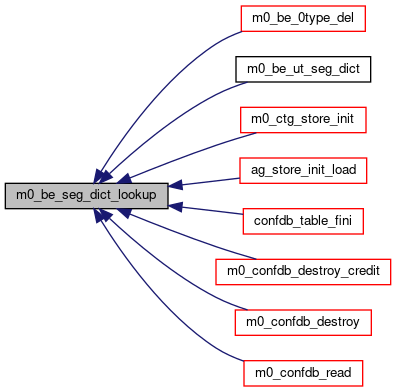 m0_be_0type_del
m0_be_ut_seg_dict
m0_ctg_store_init
ag_store_init_load
m0_be_seg_dict_lookup
confdb_table_fini
m0_confdb_destroy_credit
m0_confdb_destroy
m0_confdb_read